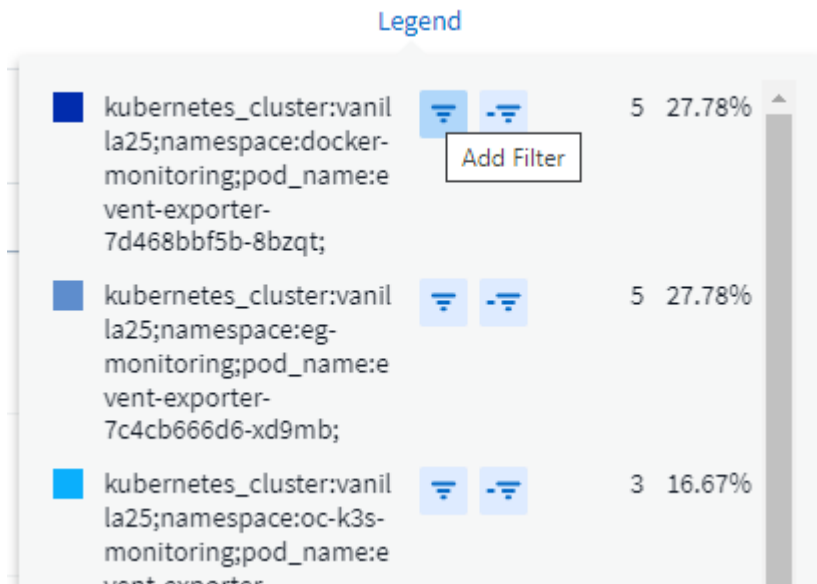 Legend
kubernetes_cluster:vanil 5 27.78%
la25;namespace:docker-
Add Filter
monitoring;pod_name:e
vent-exporter-
7d468bbf5b-8bzqt;
kubernetes_cluster:vanil 5 27.78%
la25;namespace:eg-
monitoring;pod_name:e
vent-exporter-
7c4cb666d6-xd9mb;
kubernetes_cluster:vanil 3 16.67%
la25;namespace:oc-k3s-
monitoring;pod_name:e
vent-exporter-